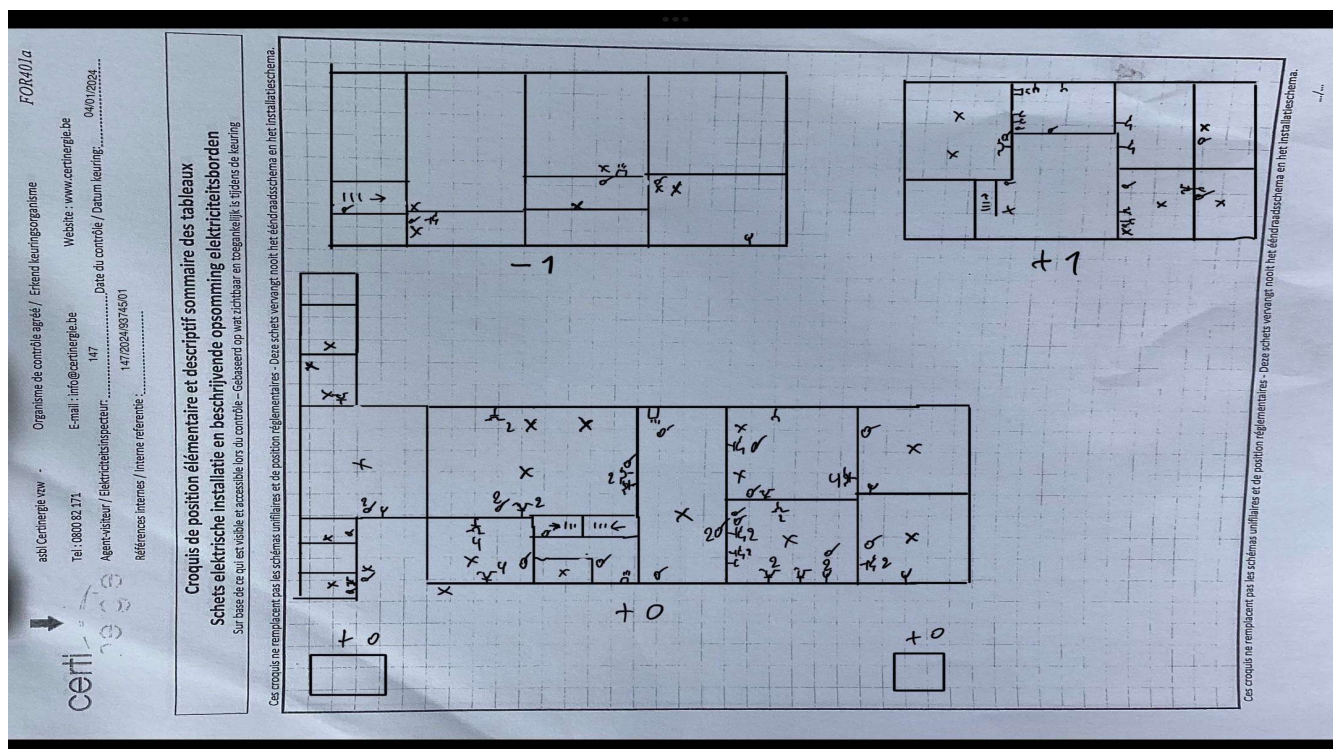 FOR401a
asbl Certinergie vzw - Organisme de contrôle agréé / Erkend keuringsorganisme
certi
Tel : 0800 82 171 E-mail : info@certinergie.be Website : www.certinergie.be
Agent-visiteur / Elektriciteitsinspecteur: 147 Date du contrôle / Datum keuring: 04/01/2024
Références internes / Interne referentie : 147/2024/93745/01
Croquis de position élémentaire et descriptif sommaire des tableaux
Schets elektrische installatie en beschrijvende opsomming elektriciteitsborden
Sur base de ce qui est visible et accessible lors du contrôle – Gebaseerd op wat zichtbaar en toegankelijk is tijdens de keuring
Ces croquis ne remplacent pas les schémas unifilaires et de position réglementaires - Deze schets vervangt nooit het ééndraadsschema en het installatieschema.
- 1
+ 0
+ 0
+ 1
+ 0
Ces croquis ne remplacent pas les schémas unifilaires et de position réglementaires - Deze schets vervangt nooit het ééndraadsschema en het installatieschema.
.../...